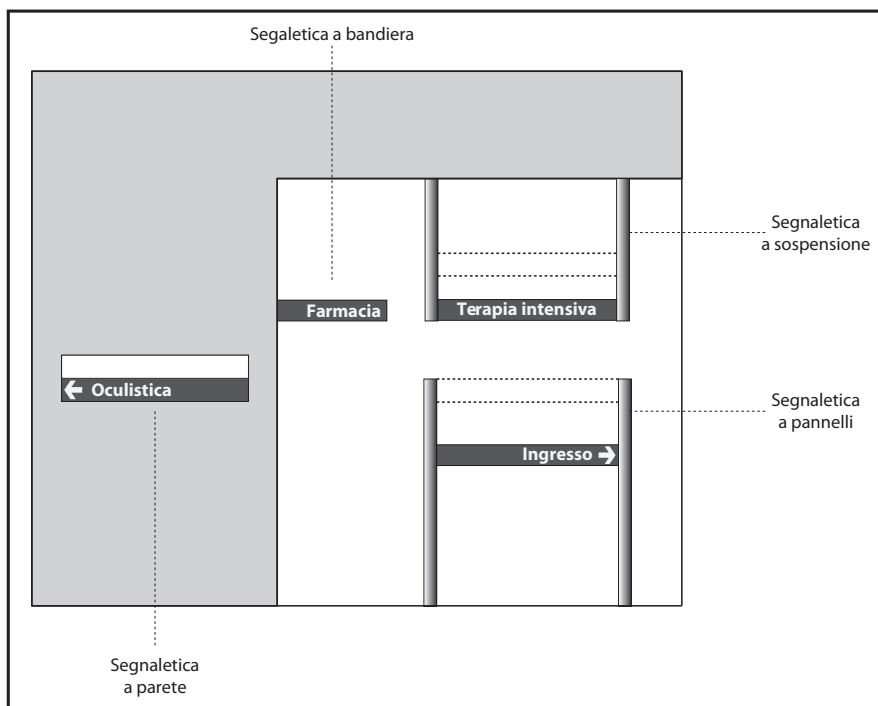 Segaletica a bandiera
Segnaletica
a sospensione
Farmacia
Terapia intensiva
← Oculistica
Segnaletica
a pannelli
Ingresso →
Segnaletica
a parete